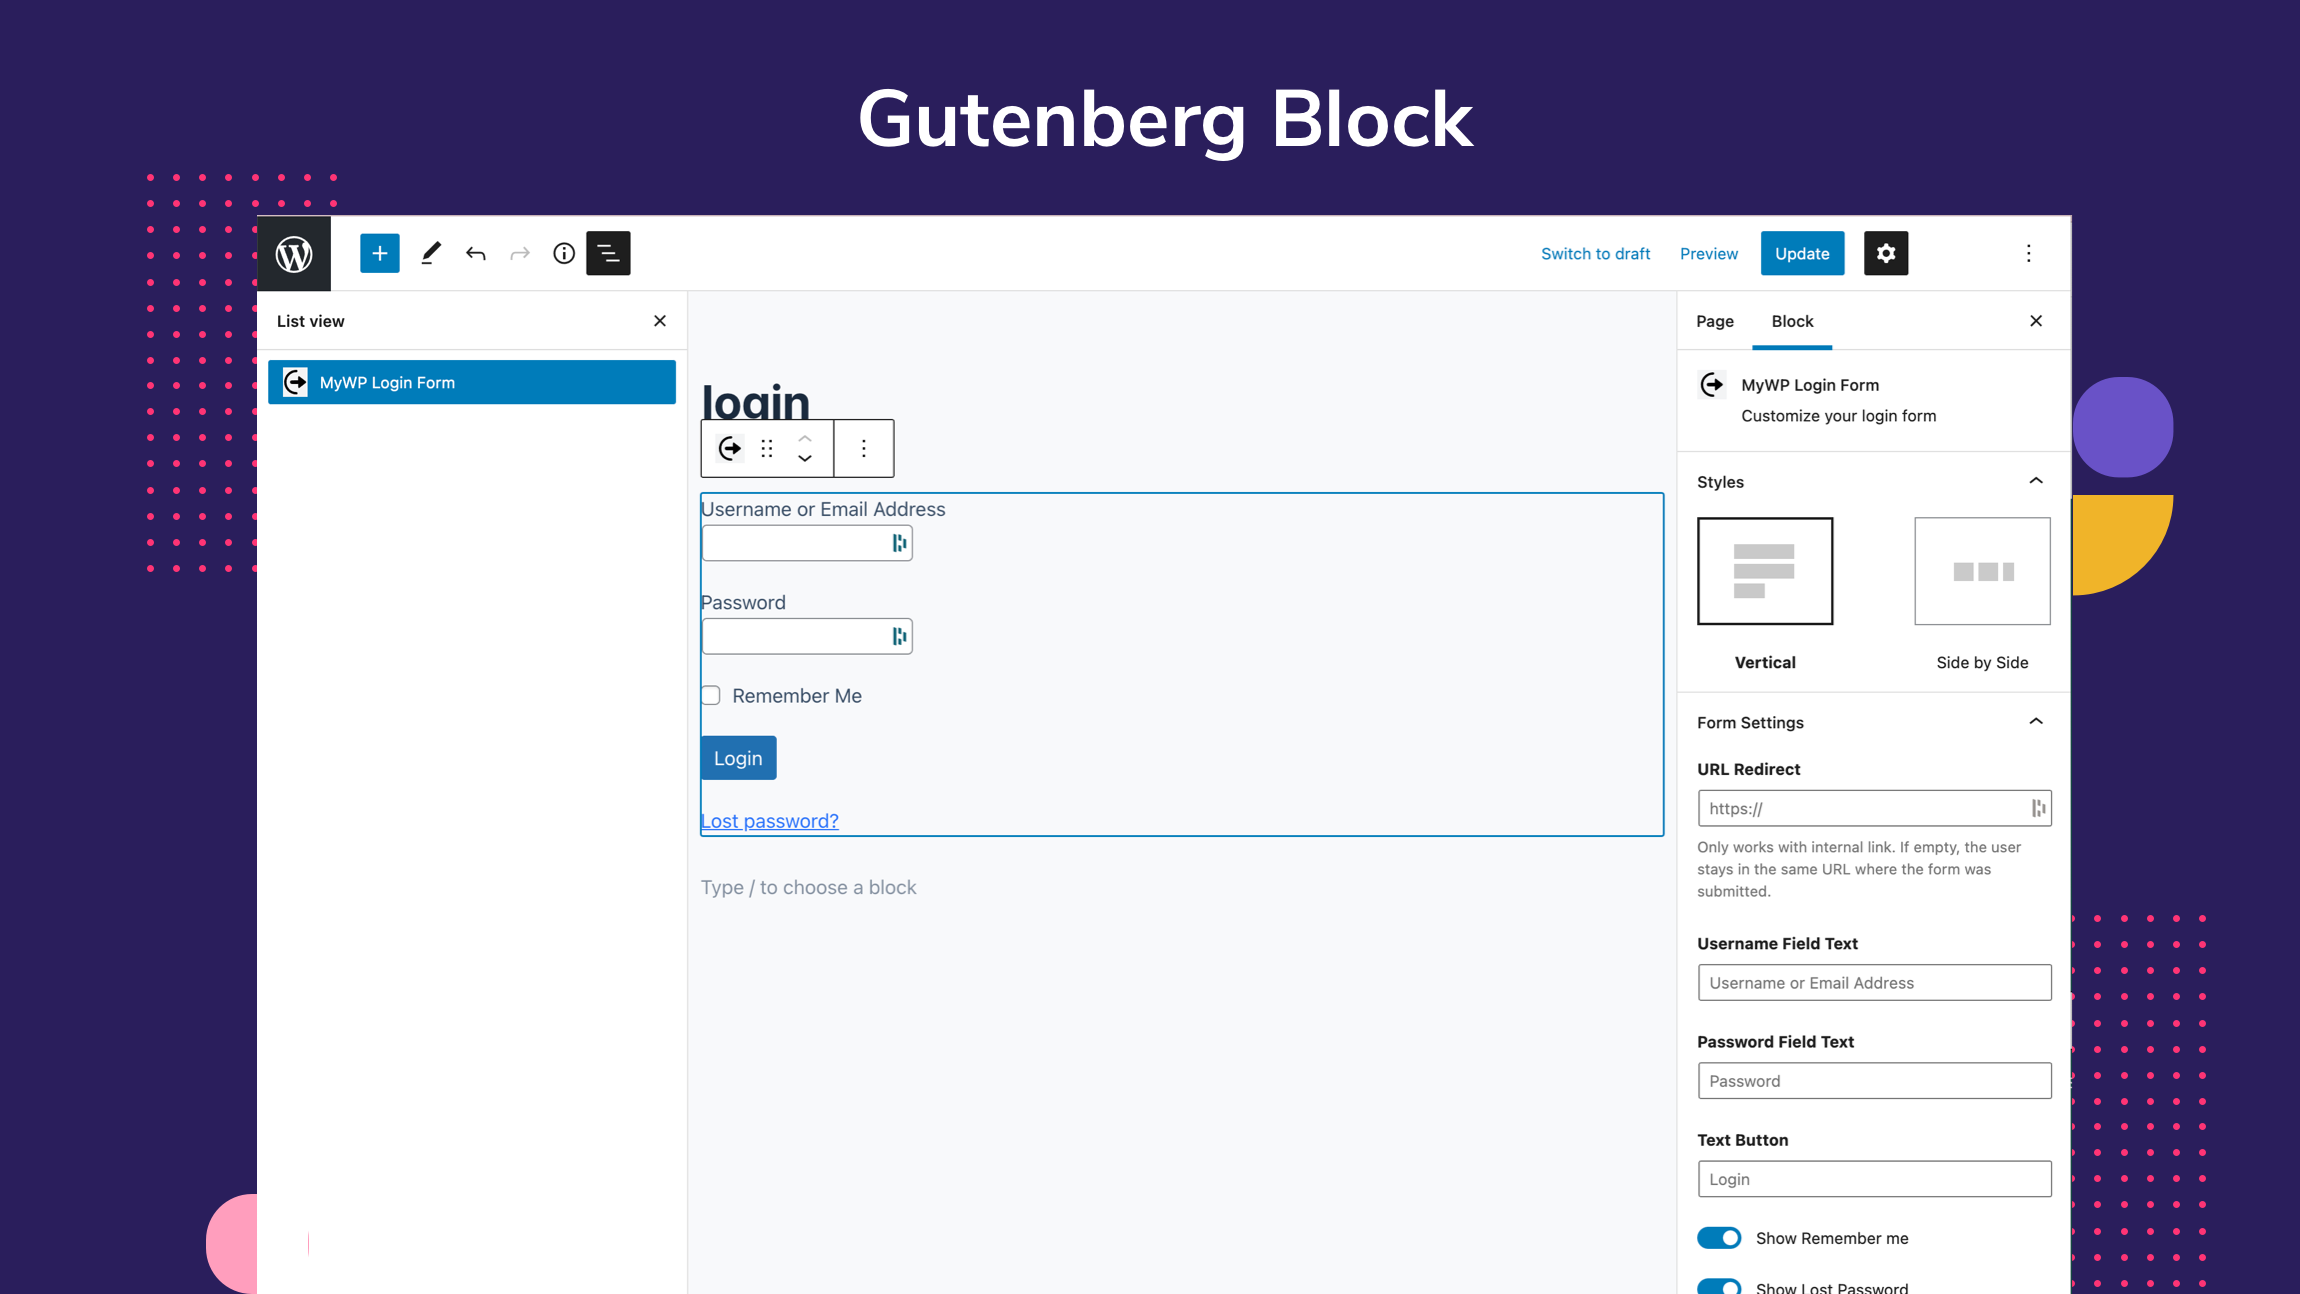 Gutenberg Block
Switch to draft
Preview
Update
List view
MyWP Login Form
login
Username or Email Address
Password
Remember Me
Login
Lost password?
Type / to choose a block
Page
Block
MyWP Login Form
Customize your login form
Styles
Vertical
Side by Side
Form Settings
URL Redirect
https://
Only works with internal link. If empty, the user
stays in the same URL where the form was
submitted.
Username Field Text
Username or Email Address
Password Field Text
Password
Text Button
Login
Show Remember me
Show Lost Password